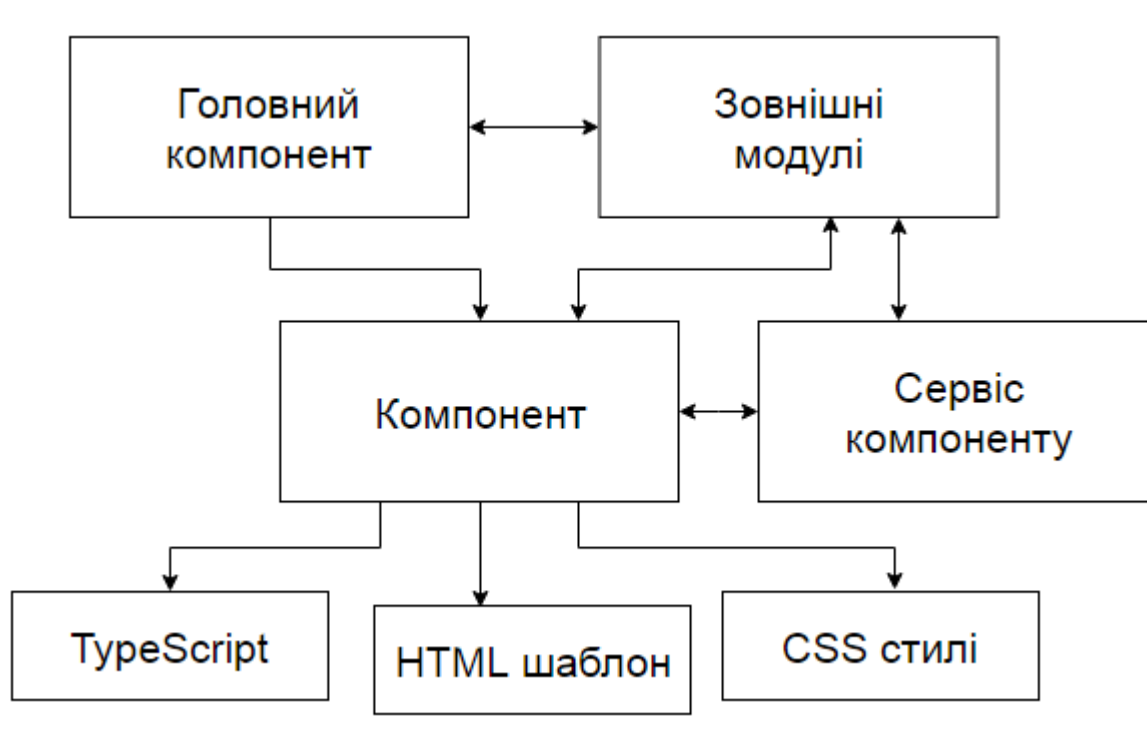 Головний
компонент
Зовнішні
модулі
Компонент
Сервіс
компоненту
TypeScript
HTML шаблон
CSS стилі